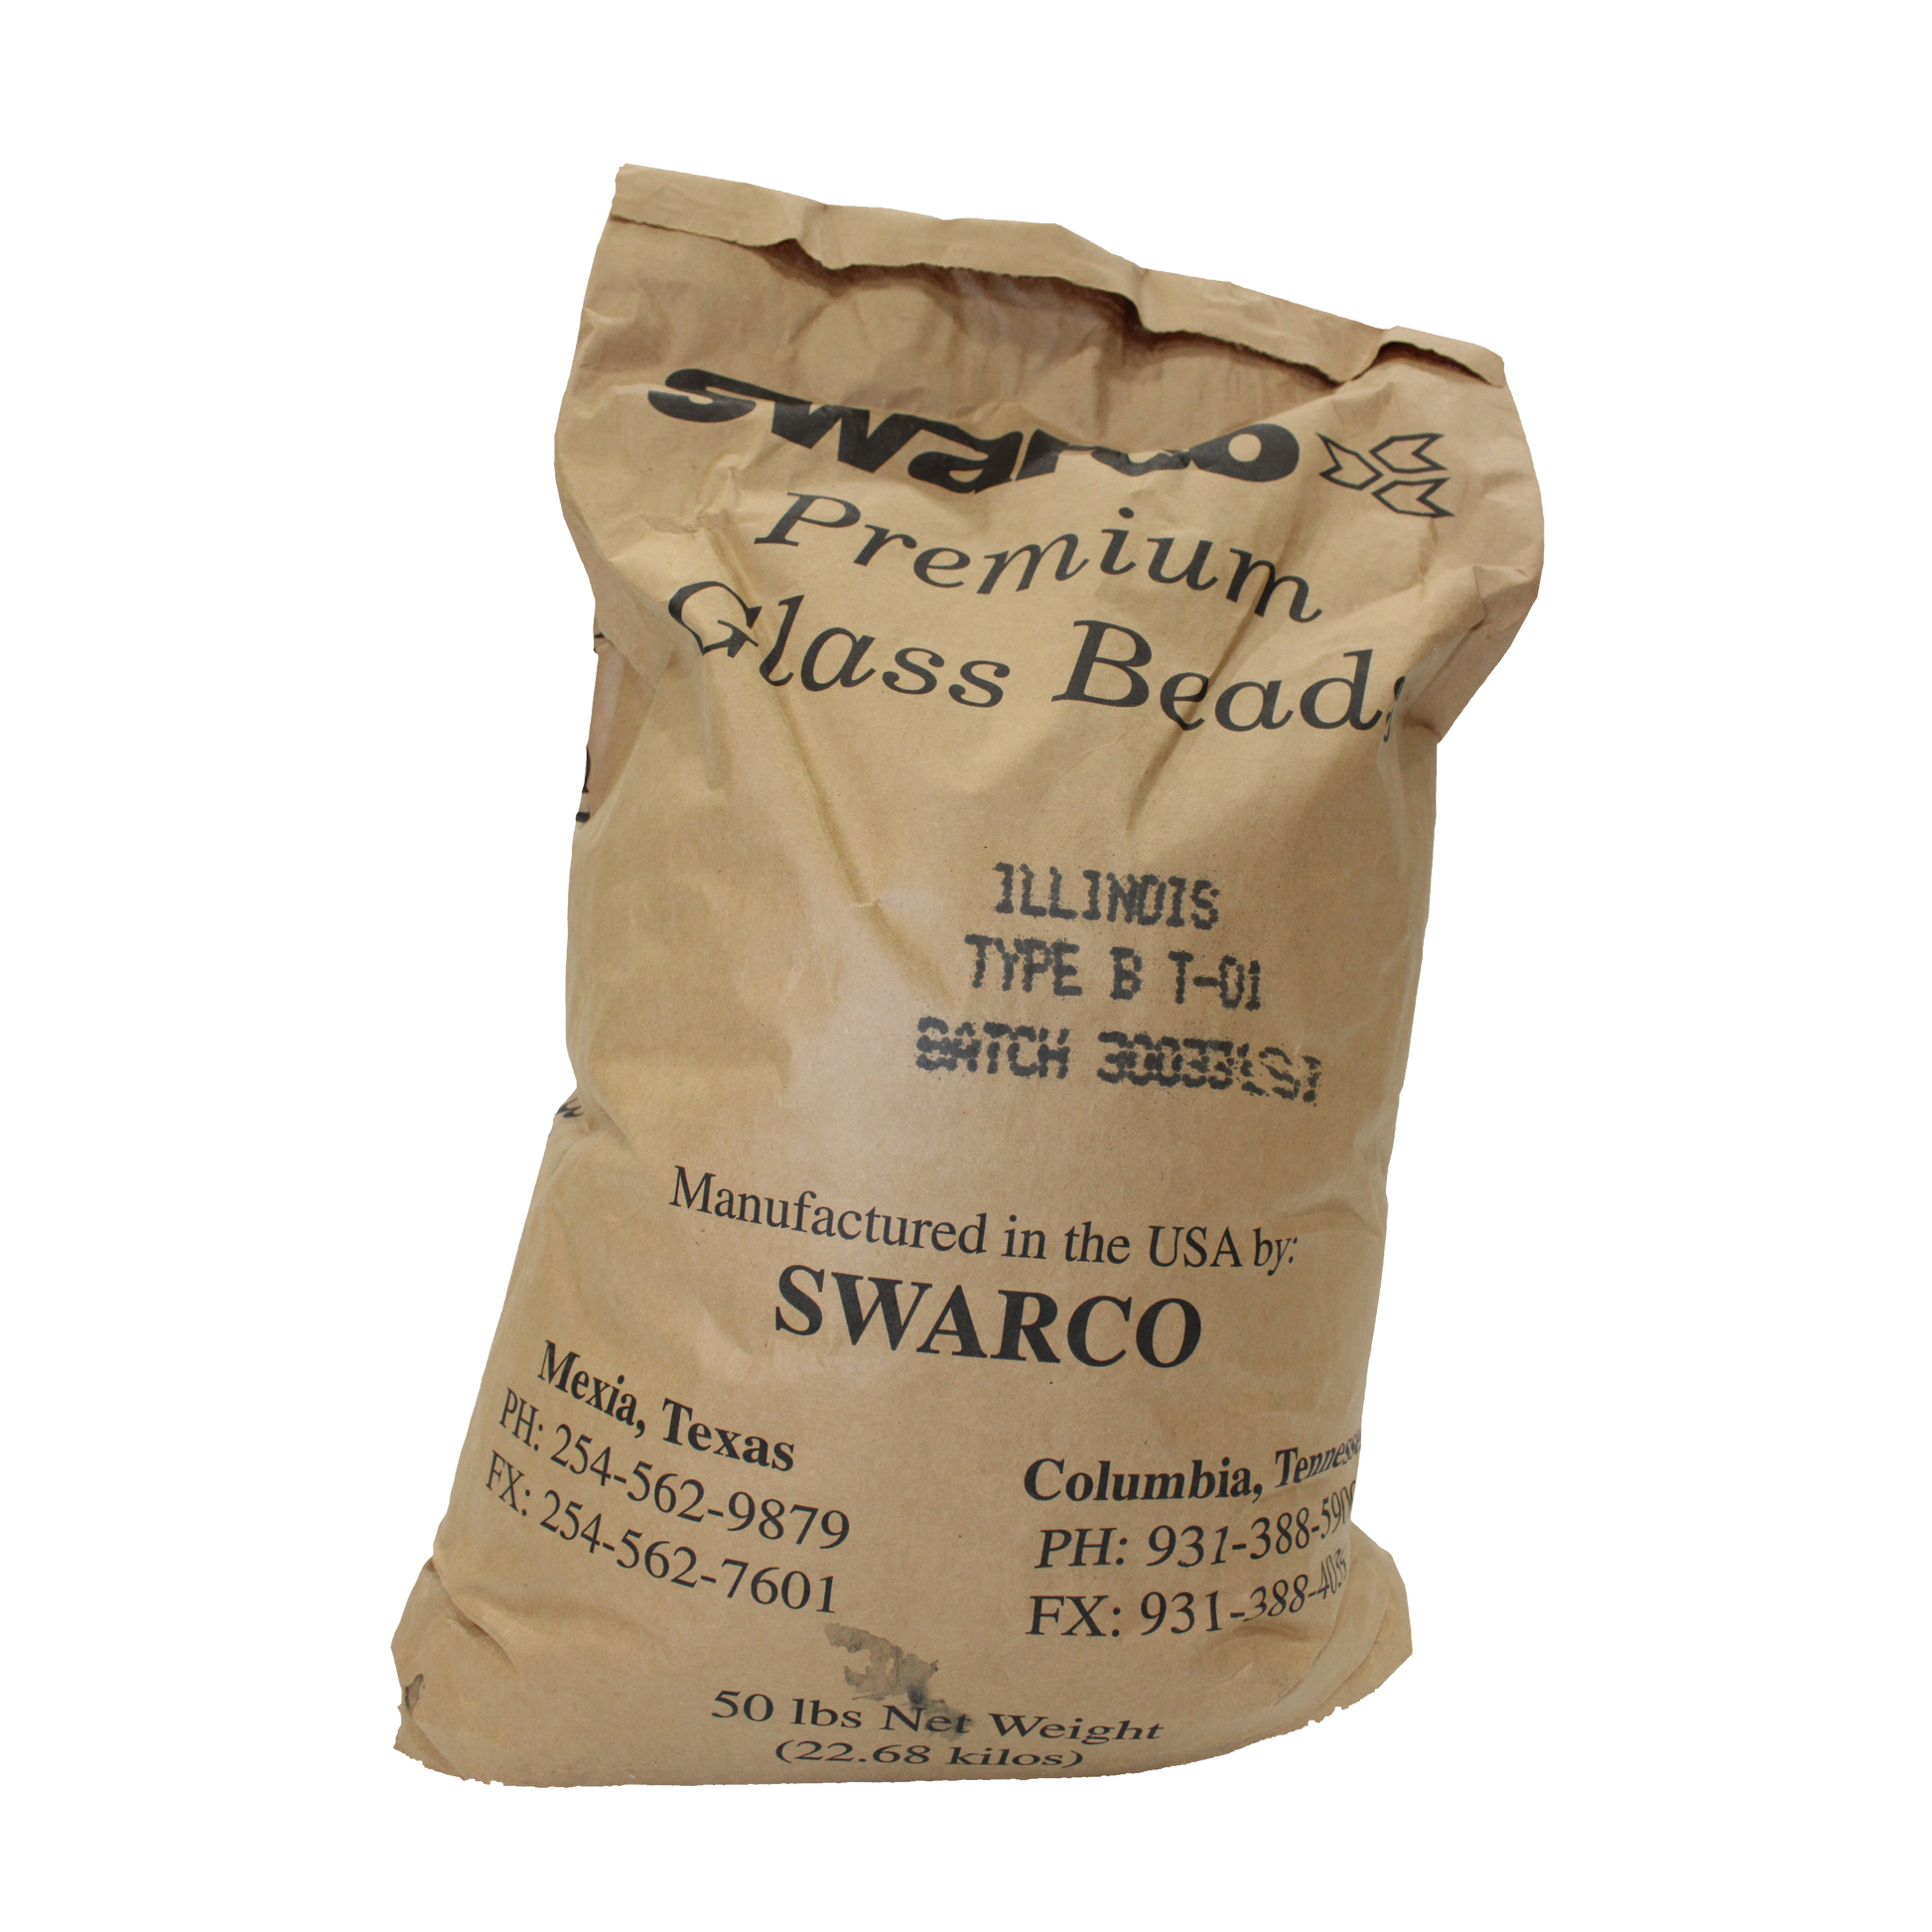 swarco
Premium
Glass Beads
ILLINOIS
TYPE B T-01
BATCH
Manufactured in the USA by:
SWARCO
Mexia, Texas
PH: 254-562-9879
FX: 254-562-7601
Columbia,
PH:
FX:
50 lbs Net Weight
(22.68 kilos)